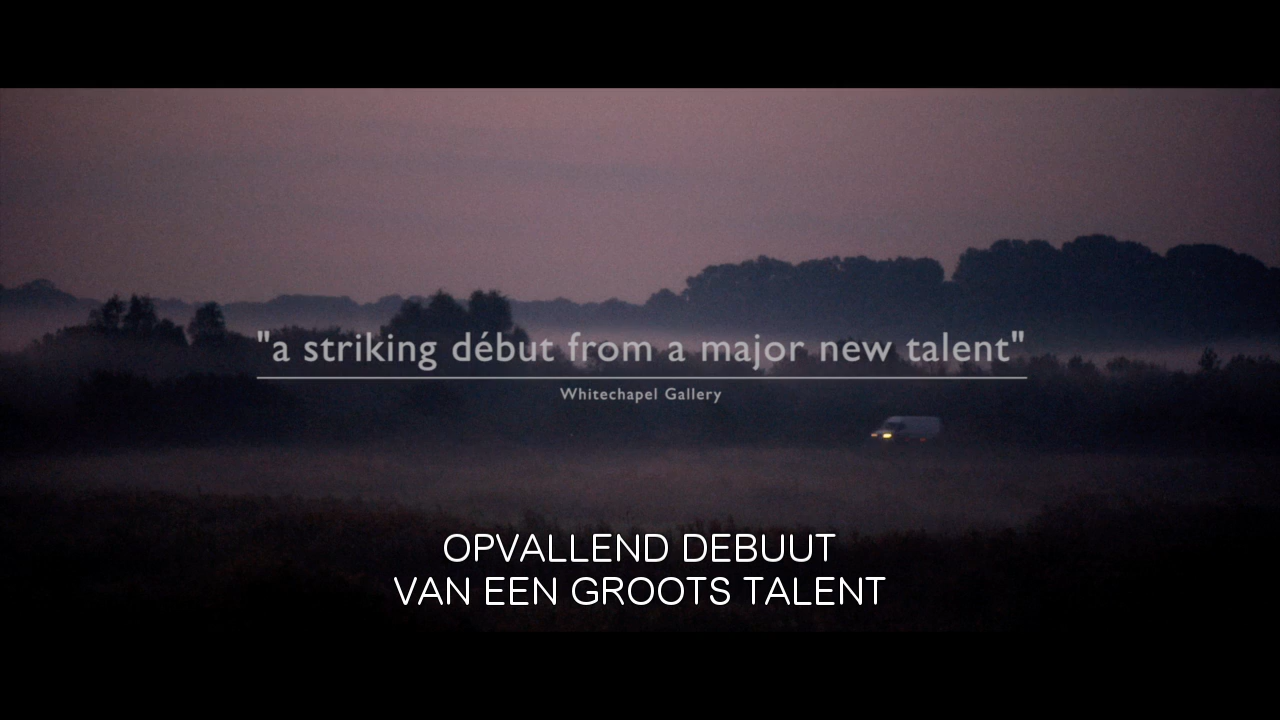 "a striking début from a major new talent"
Whitechapel Gallery
OPVALLEND DEBUUT
VAN EEN GROOTS TALENT